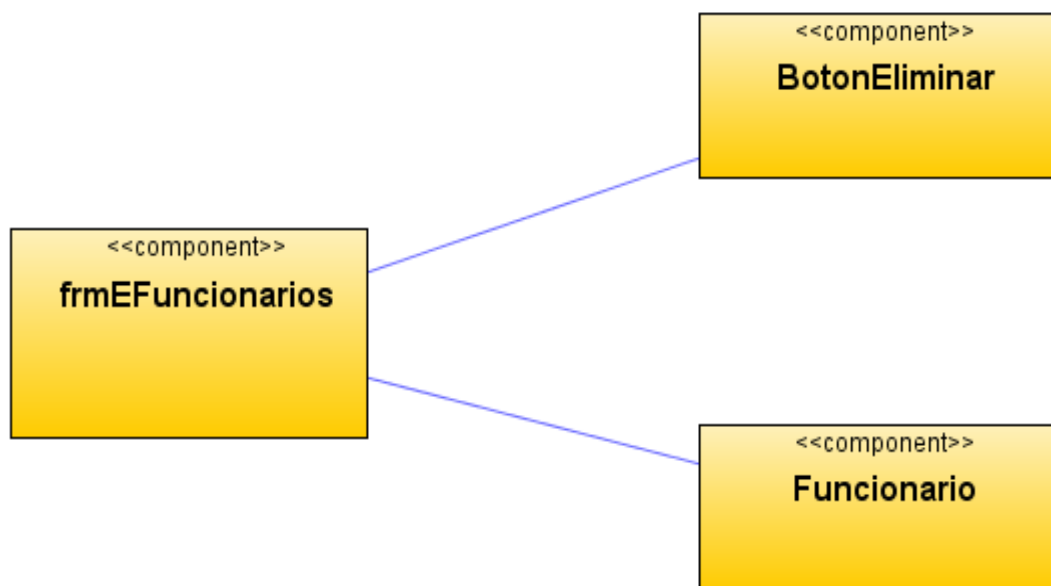 <<component>>
BotonEliminar
<<component>>
frmEFuncionarios
<<component>>
Funcionario